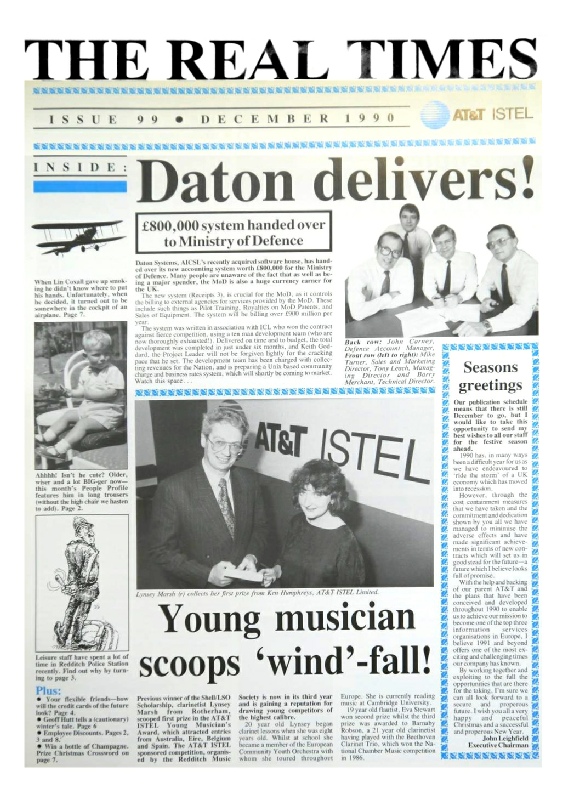 THE REAL TIMES
ISSUE 99 ● DECEMBER 1990
AT&T ISTEL
INSIDE:
When Lin Coxall gave up smok-
ing he didn't know where to put
his hands. Unfortunately, when
he decided, it turned out to be
somewhere in the cockpit of an
airplane. Page 7.
Ahhhh! Isn't he cute? Older,
wiser and a lot BIG-ger now—
this month's People Profile
features him in long trousers
(without the high chair we hasten
to add). Page 2.
Leisure staff have spent a lot of
time in Redditch Police Station
recently. Find out why by turn-
ing to page 3.
Plus:
● Your flexible friends—how
will the credit cards of the future
look? Page 4.
● Geoff Hutt tells a (cautionary)
winter's tale. Page 6
● Employee Discounts. Pages 2,
3 and 8.
● Win a bottle of Champagne.
Prize Christmas Crossword on
page 7.
Daton delivers!
£800,000 system handed over
to Ministry of Defence
Daton Systems, AICSL's recently acquired software house, has hand-
ed over its new accounting system worth £800,000 for the Ministry
of Defence. Many people are unaware of the fact that as well as be-
ing a major spender, the MoD is also a huge currency earner for
the UK.
The new system (Receipts 3), is crucial for the MoD, as it controls
the billing to external agencies for services provided by the MoD. These
include such things as Pilot Training, Royalties on MoD Patents, and
Sales of Equipment. The system will be billing over £900 million per
year.
The system was written in association with ICL, who won the contract
against fierce competition, using a ten man development team (who are
now thoroughly exhausted!). Delivered on time and to budget, the total
development was completed in just under six months, and Keith God-
dard, the Project Leader will not be forgiven lightly for the cracking
pace that he set. The development team has been charged with collec-
ting revenues for the Nation, and is preparing a Unix based community
charge and business rates system, which will shortly be coming to market.
Watch this space . . .
Back row: John Carney,
Defence Account Manager,
Front row (left to right): Mike
Turner, Sales and Marketing
Director, Tony Leach, Manag-
ing Director and Barry
Merchant, Technical Director.
AT&T ISTEL
Lynsey Marsh (r) collects her first prize from Ken Humphreys, AT&T ISTEL Limited.
Young musician
scoops 'wind'-fall!
Previous winner of the Shell/LSO
Scholarship, clarinetist Lynsey
Marsh from Rotherham,
scooped first prize in the AT&T
ISTEL Young Musician's
Award, which attracted entries
from Australia, Eire, Belgium
and Spain. The AT&T ISTEL
sponsored competition, organis-
ed by the Redditch Music
Society is now in its third year
and is gaining a reputation for
drawing young competitors of
the highest calibre.
20 year old Lynsey began
clarinet lessons when she was eight
years old. Whilst at school she
became a member of the European
Community Youth Orchestra with
whom she toured throughout
Europe. She is currently reading
music at Cambridge University.
19 year old flautist, Eva Stewart
won second prize whilst the third
prize was awarded to Barnaby
Robson, a 21 year old clarinetist
having played with the Beethoven
Clarinet Trio, which won the Na-
tional Chamber Music competition
in 1986.
Seasons
greetings
Our publication schedule
means that there is still
December to go, but I
would like to take this
opportunity to send my
best wishes to all our staff
for the festive season
ahead.
1990 has, in many ways
been a difficult year for us as
we have endeavoured to
'ride the storm' of a UK
economy which has moved
into recession.
However, through the
cost containment measures
that we have taken and the
commitment and dedication
shown by you all we have
managed to minimise the
adverse effects and have
made significant achieve-
ments in terms of new con-
tracts which will set us in
good stead for the future—a
future which I believe looks
full of promise.
With the help and backing
of our parent AT&T and
the plans that have been
conceived and developed
throughout 1990 to enable
us to achieve our mission to
become one of the top three
information services
organisations in Europe, I
believe 1991 and beyond
offers one of the most ex-
citing and challenging times
our company has known.
By working together and
exploiting to the full the
opportunities that are there
for the taking, I'm sure we
can all look forward to a
secure and prosperous
future. I wish you all a very
happy and peaceful
Christmas and a successful
and prosperous New Year.
John Leighfield
Executive Chairman